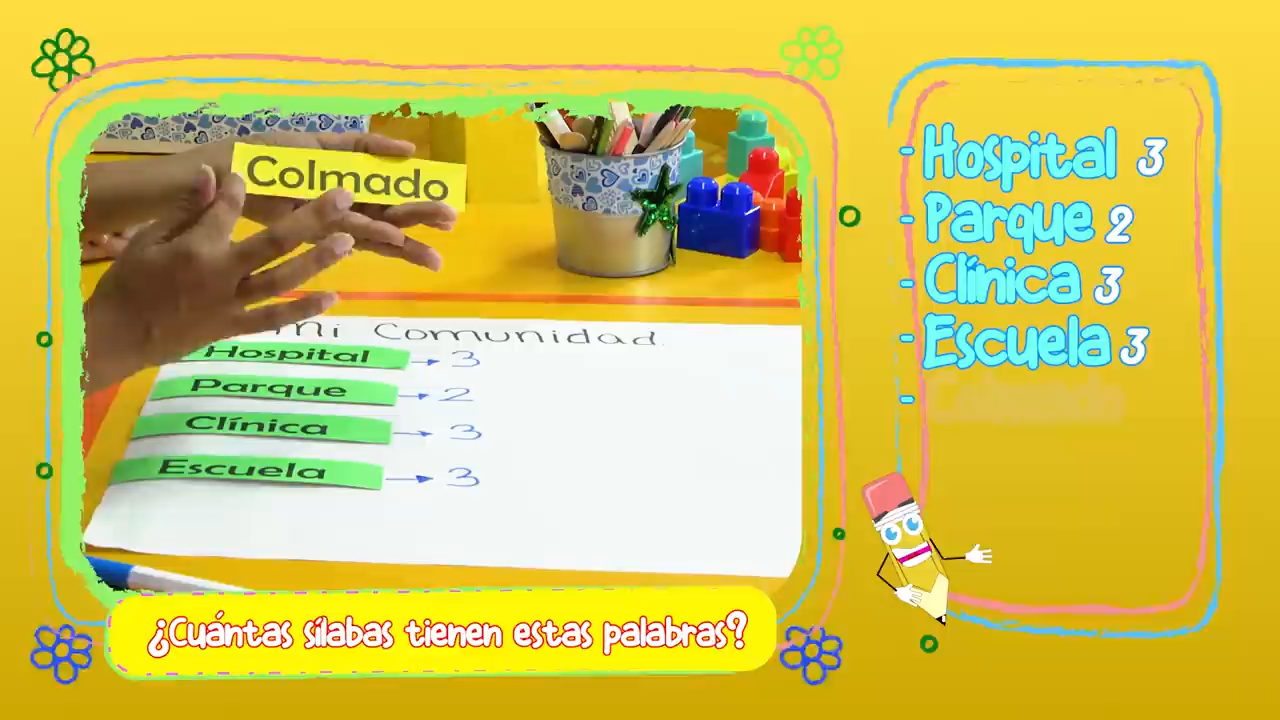 Colmado
Mi Comunidad
Hospital → 3
Parque → 2
Clínica → 3
Escuela → 3
¿Cuántas sílabas tienen estas palabras?
- Hospital 3
- Parque 2
- Clínica 3
- Escuela 3
-